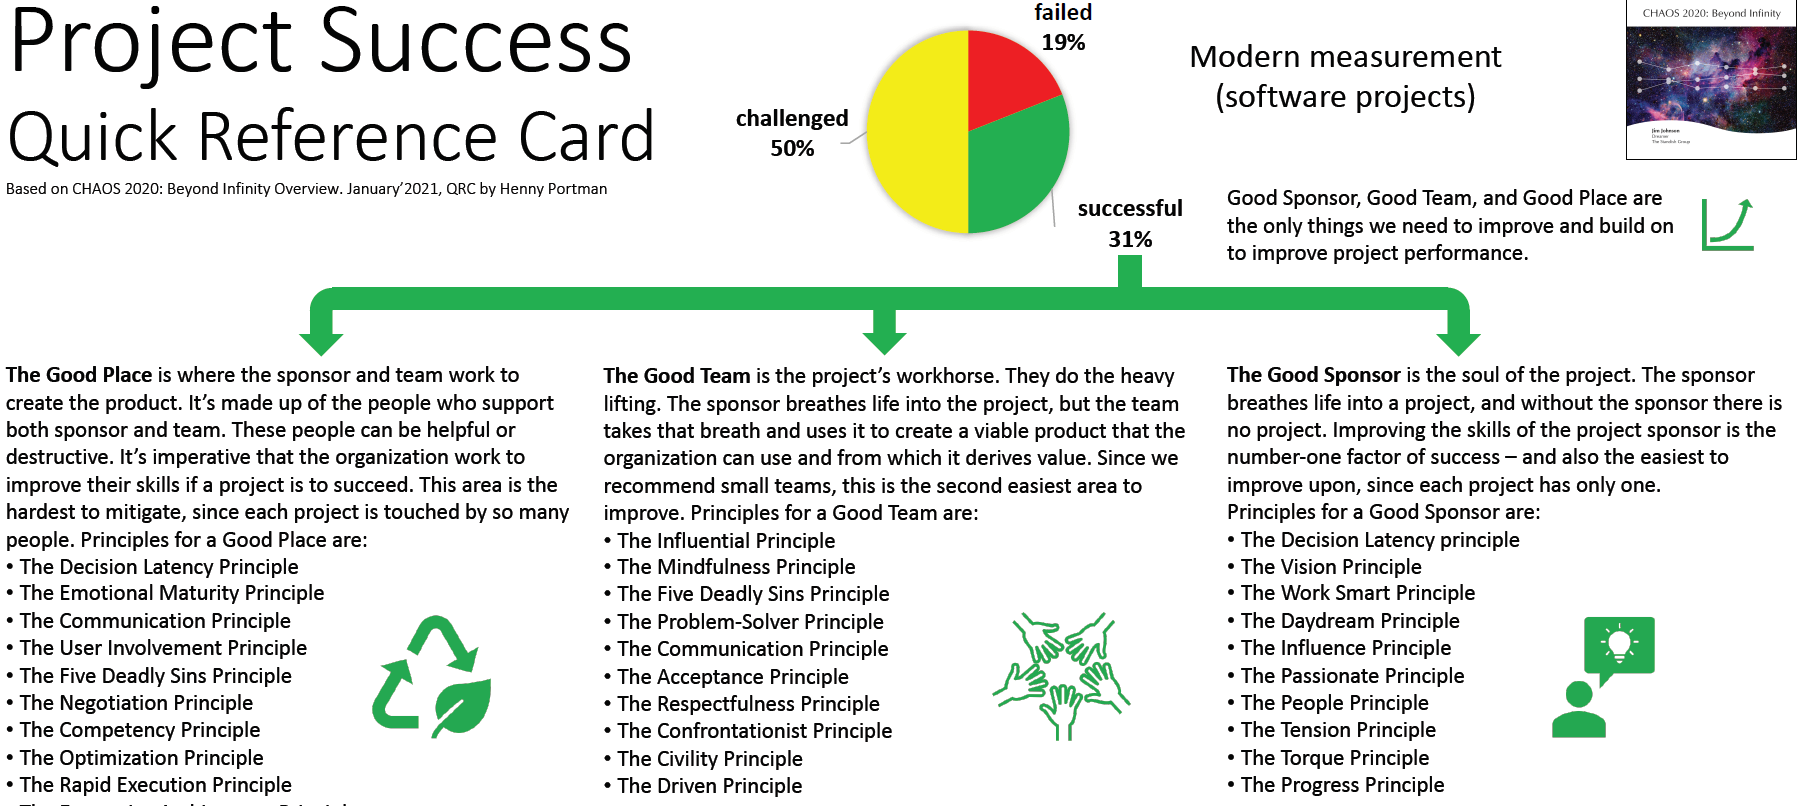 Project Success
Quick Reference Card
Based on CHAOS 2020: Beyond Infinity Overview. January’2021, QRC by Henny Portman
failed
19%
challenged
50%
successful
31%
Modern measurement
(software projects)
CHAOS 2020: Beyond Infinity
Jim Johnson
Dreamer
The Standish Group
Good Sponsor, Good Team, and Good Place are
the only things we need to improve and build on
to improve project performance.
The Good Place is where the sponsor and team work to
create the product. It’s made up of the people who support
both sponsor and team. These people can be helpful or
destructive. It’s imperative that the organization work to
improve their skills if a project is to succeed. This area is the
hardest to mitigate, since each project is touched by so many
people. Principles for a Good Place are:
• The Decision Latency Principle
• The Emotional Maturity Principle
• The Communication Principle
• The User Involvement Principle
• The Five Deadly Sins Principle
• The Negotiation Principle
• The Competency Principle
• The Optimization Principle
• The Rapid Execution Principle
The Good Team is the project’s workhorse. They do the heavy
lifting. The sponsor breathes life into the project, but the team
takes that breath and uses it to create a viable product that the
organization can use and from which it derives value. Since we
recommend small teams, this is the second easiest area to
improve. Principles for a Good Team are:
• The Influential Principle
• The Mindfulness Principle
• The Five Deadly Sins Principle
• The Problem-Solver Principle
• The Communication Principle
• The Acceptance Principle
• The Respectfulness Principle
• The Confrontationist Principle
• The Civility Principle
• The Driven Principle
The Good Sponsor is the soul of the project. The sponsor
breathes life into a project, and without the sponsor there is
no project. Improving the skills of the project sponsor is the
number-one factor of success – and also the easiest to
improve upon, since each project has only one.
Principles for a Good Sponsor are:
• The Decision Latency principle
• The Vision Principle
• The Work Smart Principle
• The Daydream Principle
• The Influence Principle
• The Passionate Principle
• The People Principle
• The Tension Principle
• The Torque Principle
• The Progress Principle